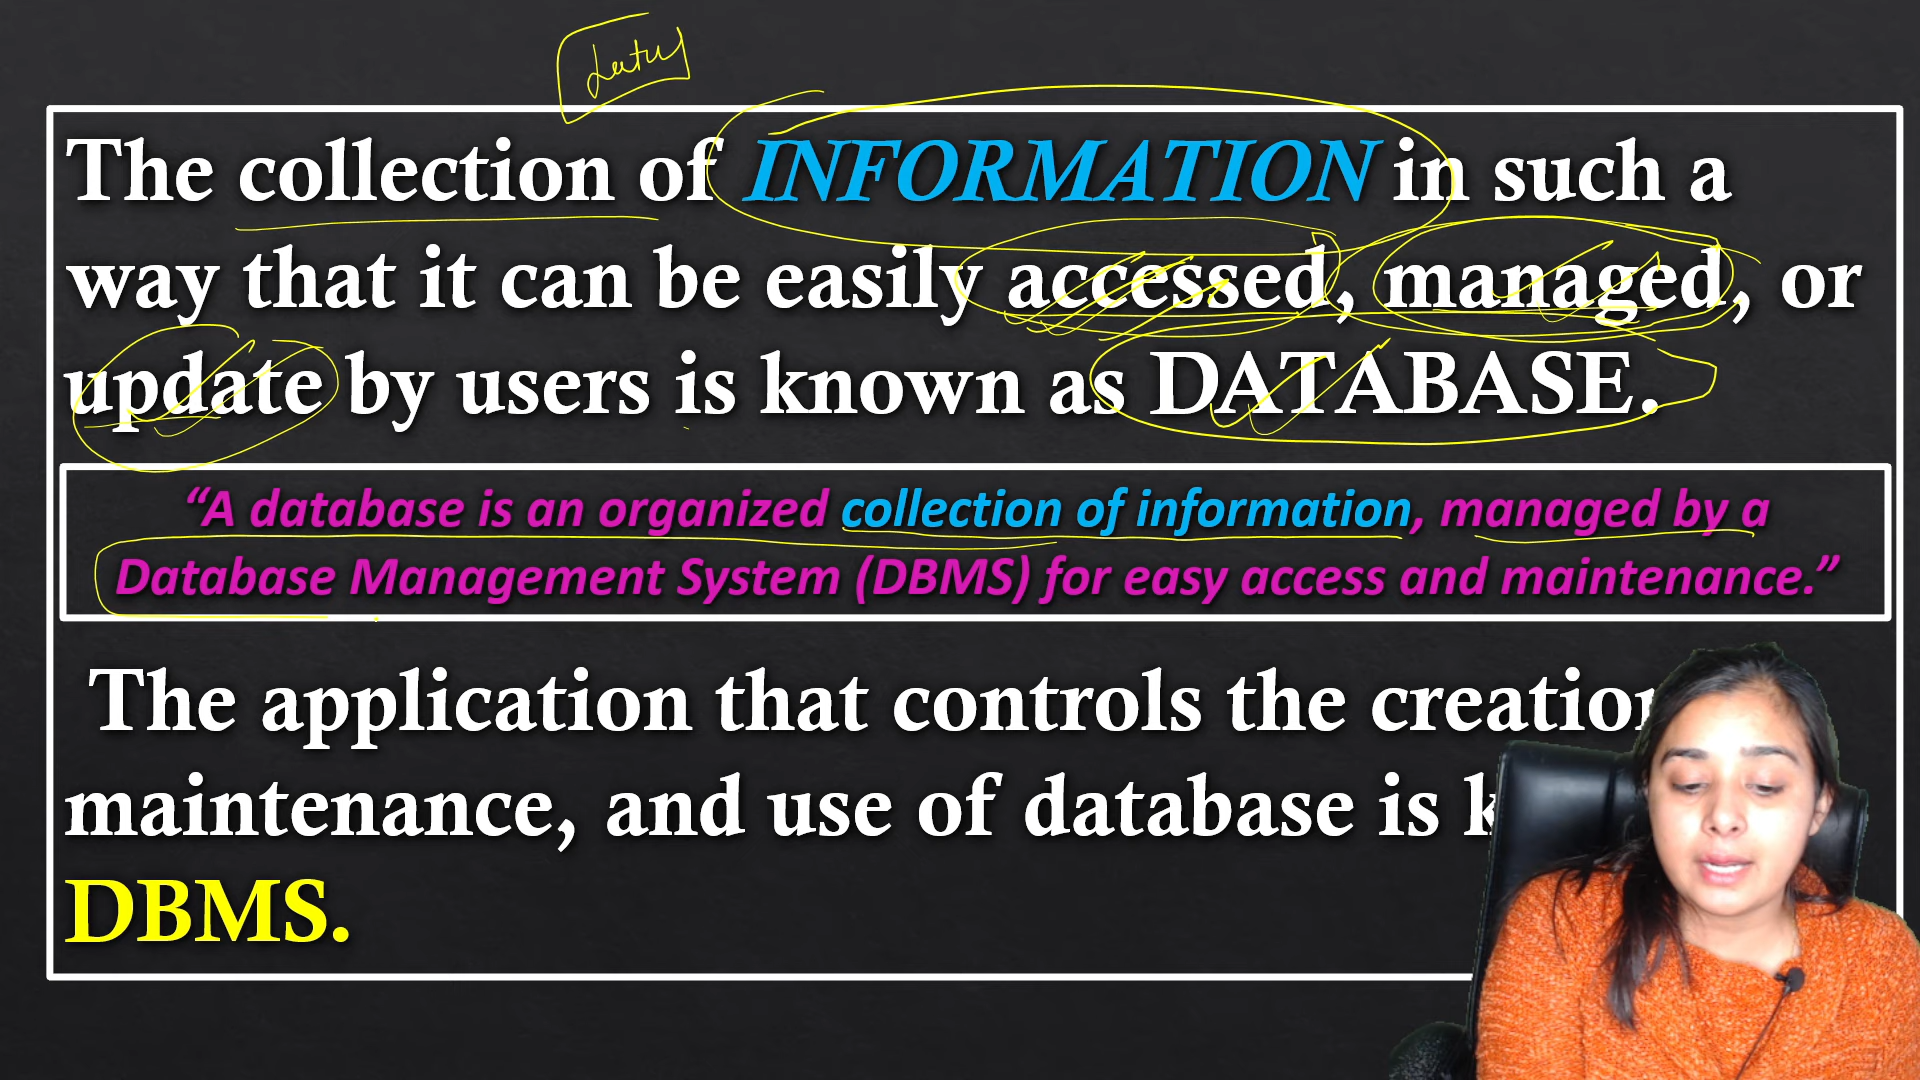 The collection of INFORMATION in such a
way that it can be easily accessed, managed, or
update by users is known as DATABASE.
“A database is an organized collection of information, managed by a
Database Management System (DBMS) for easy access and maintenance.”
The application that controls the creation
maintenance, and use of database is k
DBMS.